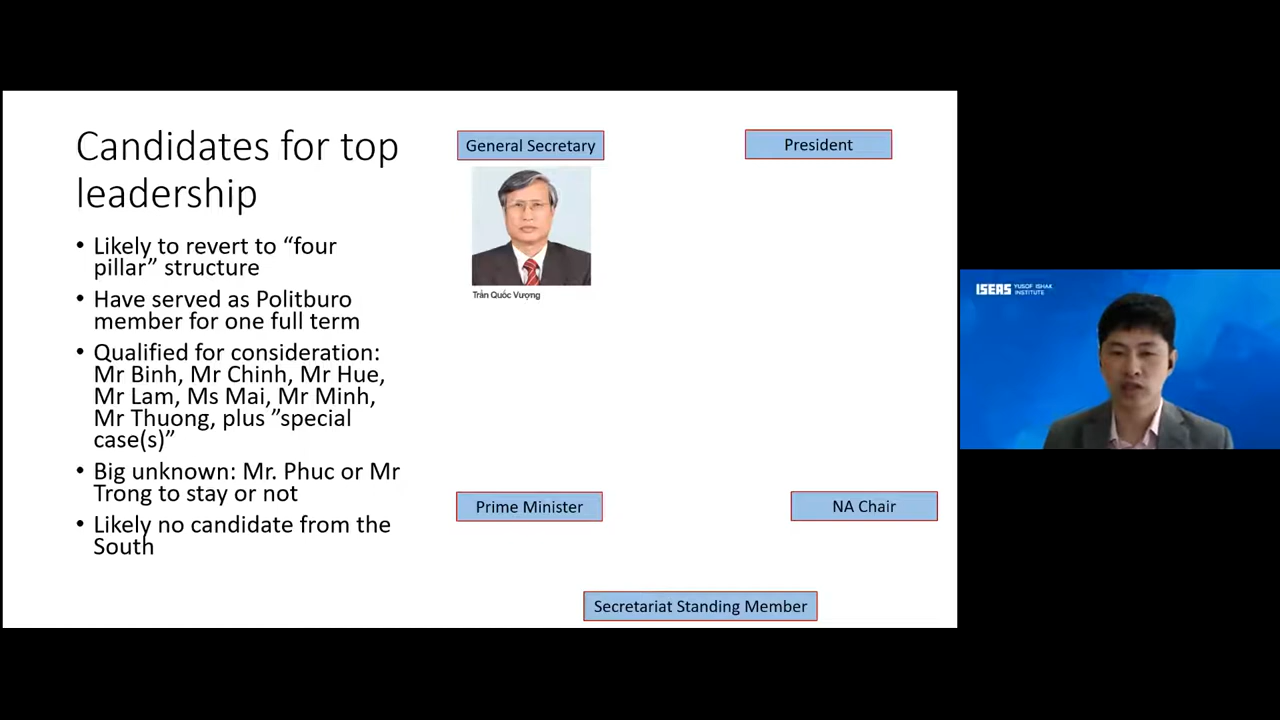 Candidates for top
leadership
• Likely to revert to “four
pillar” structure
• Have served as Politburo
member for one full term
• Qualified for consideration:
Mr Binh, Mr Chinh, Mr Hue,
Mr Lam, Ms Mai, Mr Minh,
Mr Thuong, plus ”special
case(s)”
• Big unknown: Mr. Phuc or Mr
Trong to stay or not
• Likely no candidate from the
South
General Secretary
President
Trần Quốc Vượng
Prime Minister
NA Chair
Secretariat Standing Member
ISEAS YUSOF ISHAK
INSTITUTE